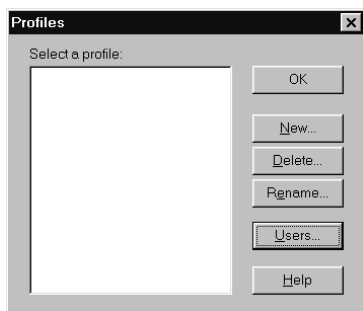 Profiles
Select a profile:
OK
New...
Delete...
Rename...
Users...
Help